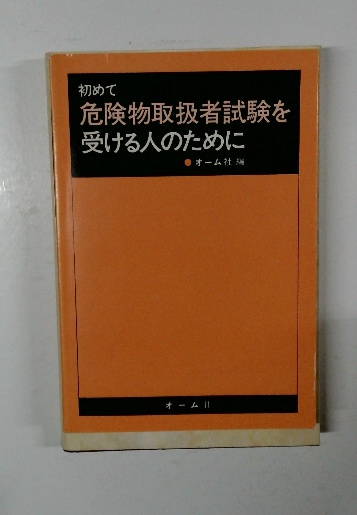 初めて
危険物取扱者試験を
受ける人のために
●オーム社 編
オーム